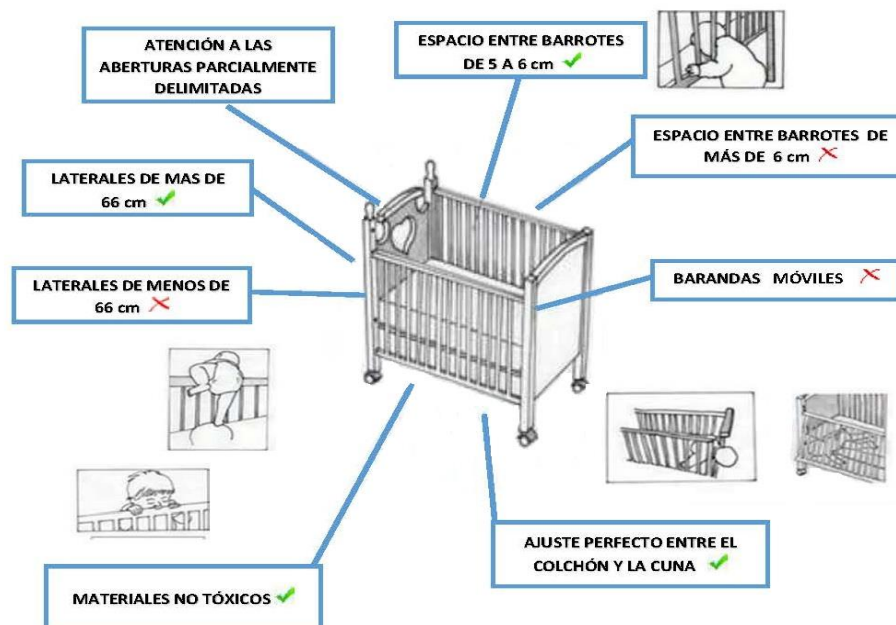 ATENCIÓN A LAS
ABERTURAS PARCIALMENTE
DELIMITADAS
ESPACIO ENTRE BARROTES
DE 5 A 6 cm
ESPACIO ENTRE BARROTES DE
MÁS DE 6 cm
LATERALES DE MAS DE
66 cm
LATERALES DE MENOS DE
66 cm
BARANDAS MÓVILES
AJUSTE PERFECTO ENTRE EL
COLCHÓN Y LA CUNA
MATERIALES NO TÓXICOS